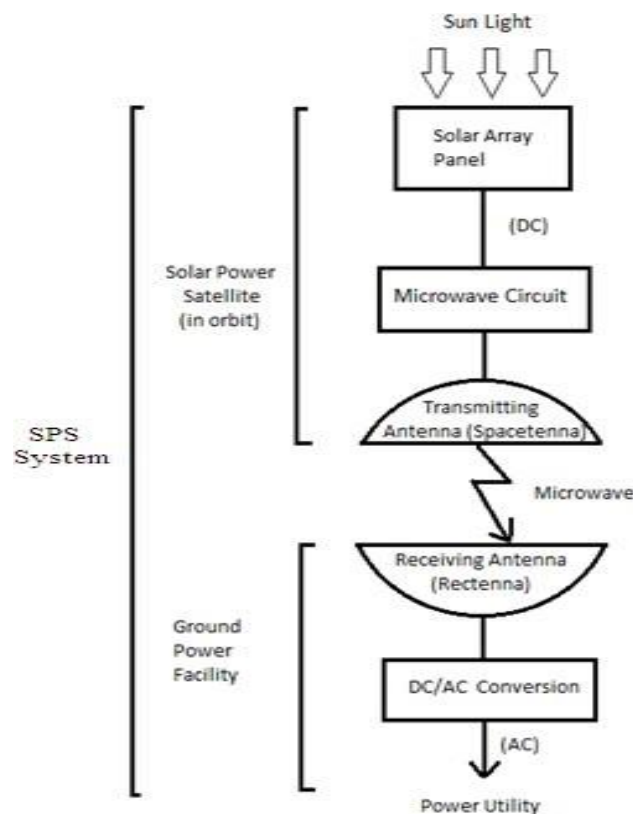 Sun Light
Solar Array
Panel
(DC)
Solar Power
Satellite
(in orbit)
Microwave Circuit
Transmitting
Antenna (Spacetenna)
SPS
System
Microwave
Receiving Antenna
(Rectenna)
Ground
Power
Facility
DC/AC Conversion
(AC)
Power Utility